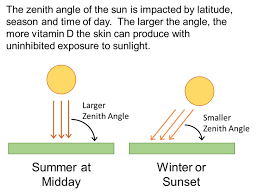 The zenith angle of the sun is impacted by latitude,
season and time of day. The larger the angle, the
more vitamin D the skin can produce with
uninhibited exposure to sunlight.
Larger
Zenith Angle
Smaller
Zenith Angle
Summer at
Midday
Winter or
Sunset